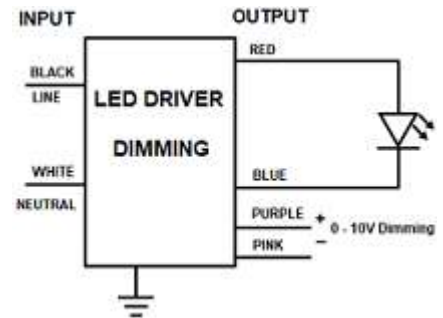 INPUT
OUTPUT
RED
BLACK
LINE
LED DRIVER
DIMMING
WHITE
NEUTRAL
BLUE
PURPLE
+
0 - 10V Dimming
PINK
−